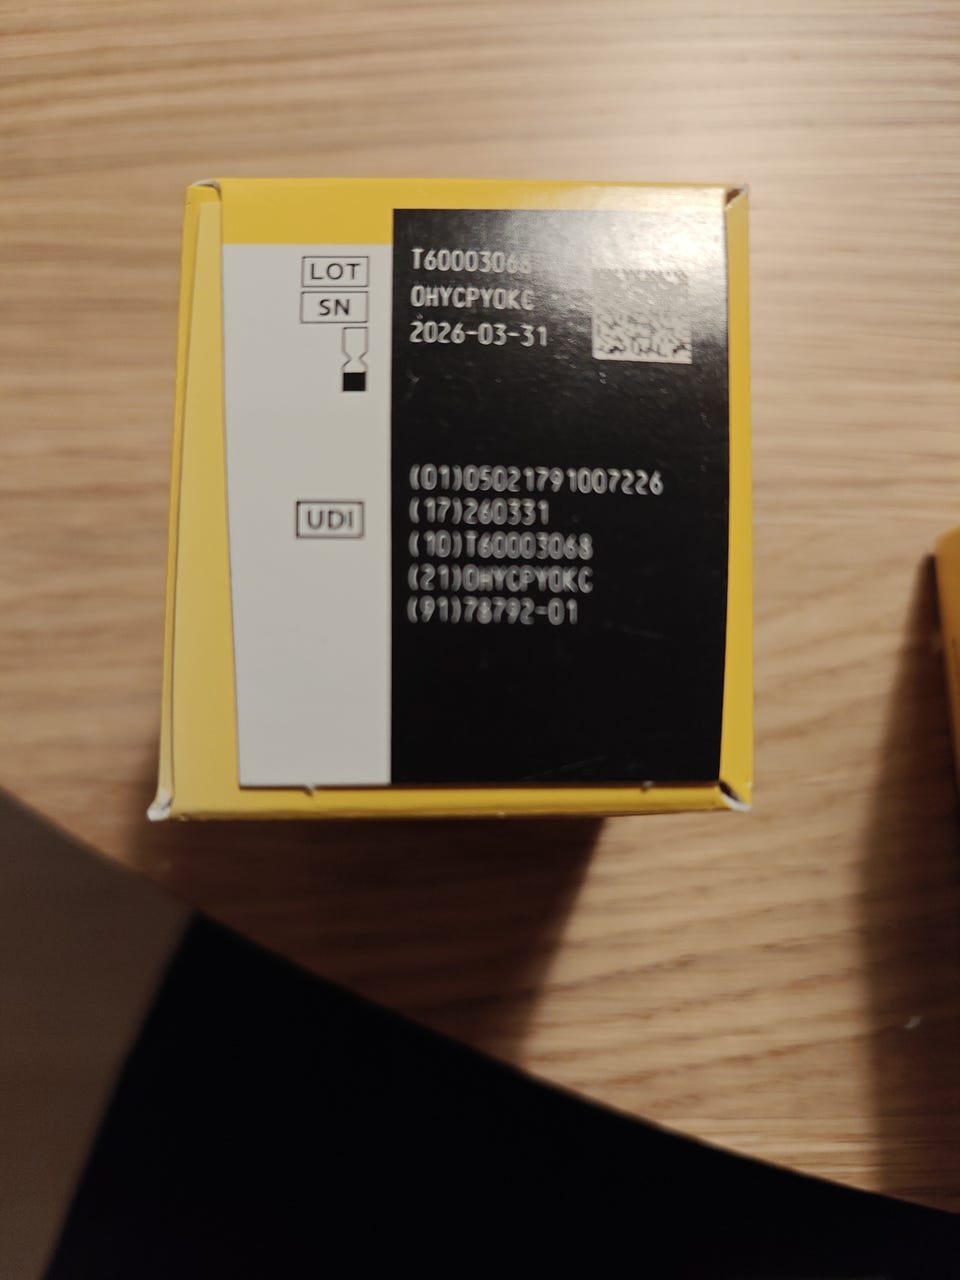 LOT T60003068
SN 0HYCPY0KC
2026-03-31
UDI
(01)05021791007226
(17)260331
(10)T60003068
(21)0HYCPY0KC
(91)78792-01